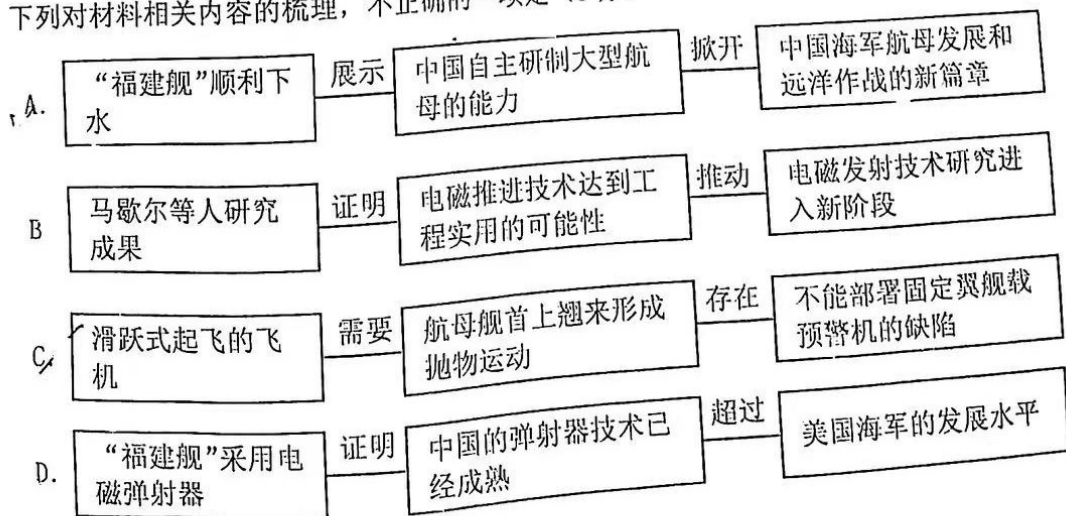 下列对材料相关内容的梳理，不正确的一项是
A.
“福建舰”顺利下
水
展示
中国自主研制大型航
母的能力
掀开
中国海军航母发展和
远洋作战的新篇章
B
马歇尔等人研究
成果
证明
电磁推进技术达到工
程实用的可能性
推动
电磁发射技术研究进
入新阶段
C
滑跃式起飞的飞
机
需要
航母舰首上翘来形成
抛物运动
存在
不能部署固定翼舰载
预警机的缺陷
D.
“福建舰”采用电
磁弹射器
证明
中国的弹射器技术已
经成熟
超过
美国海军的发展水平